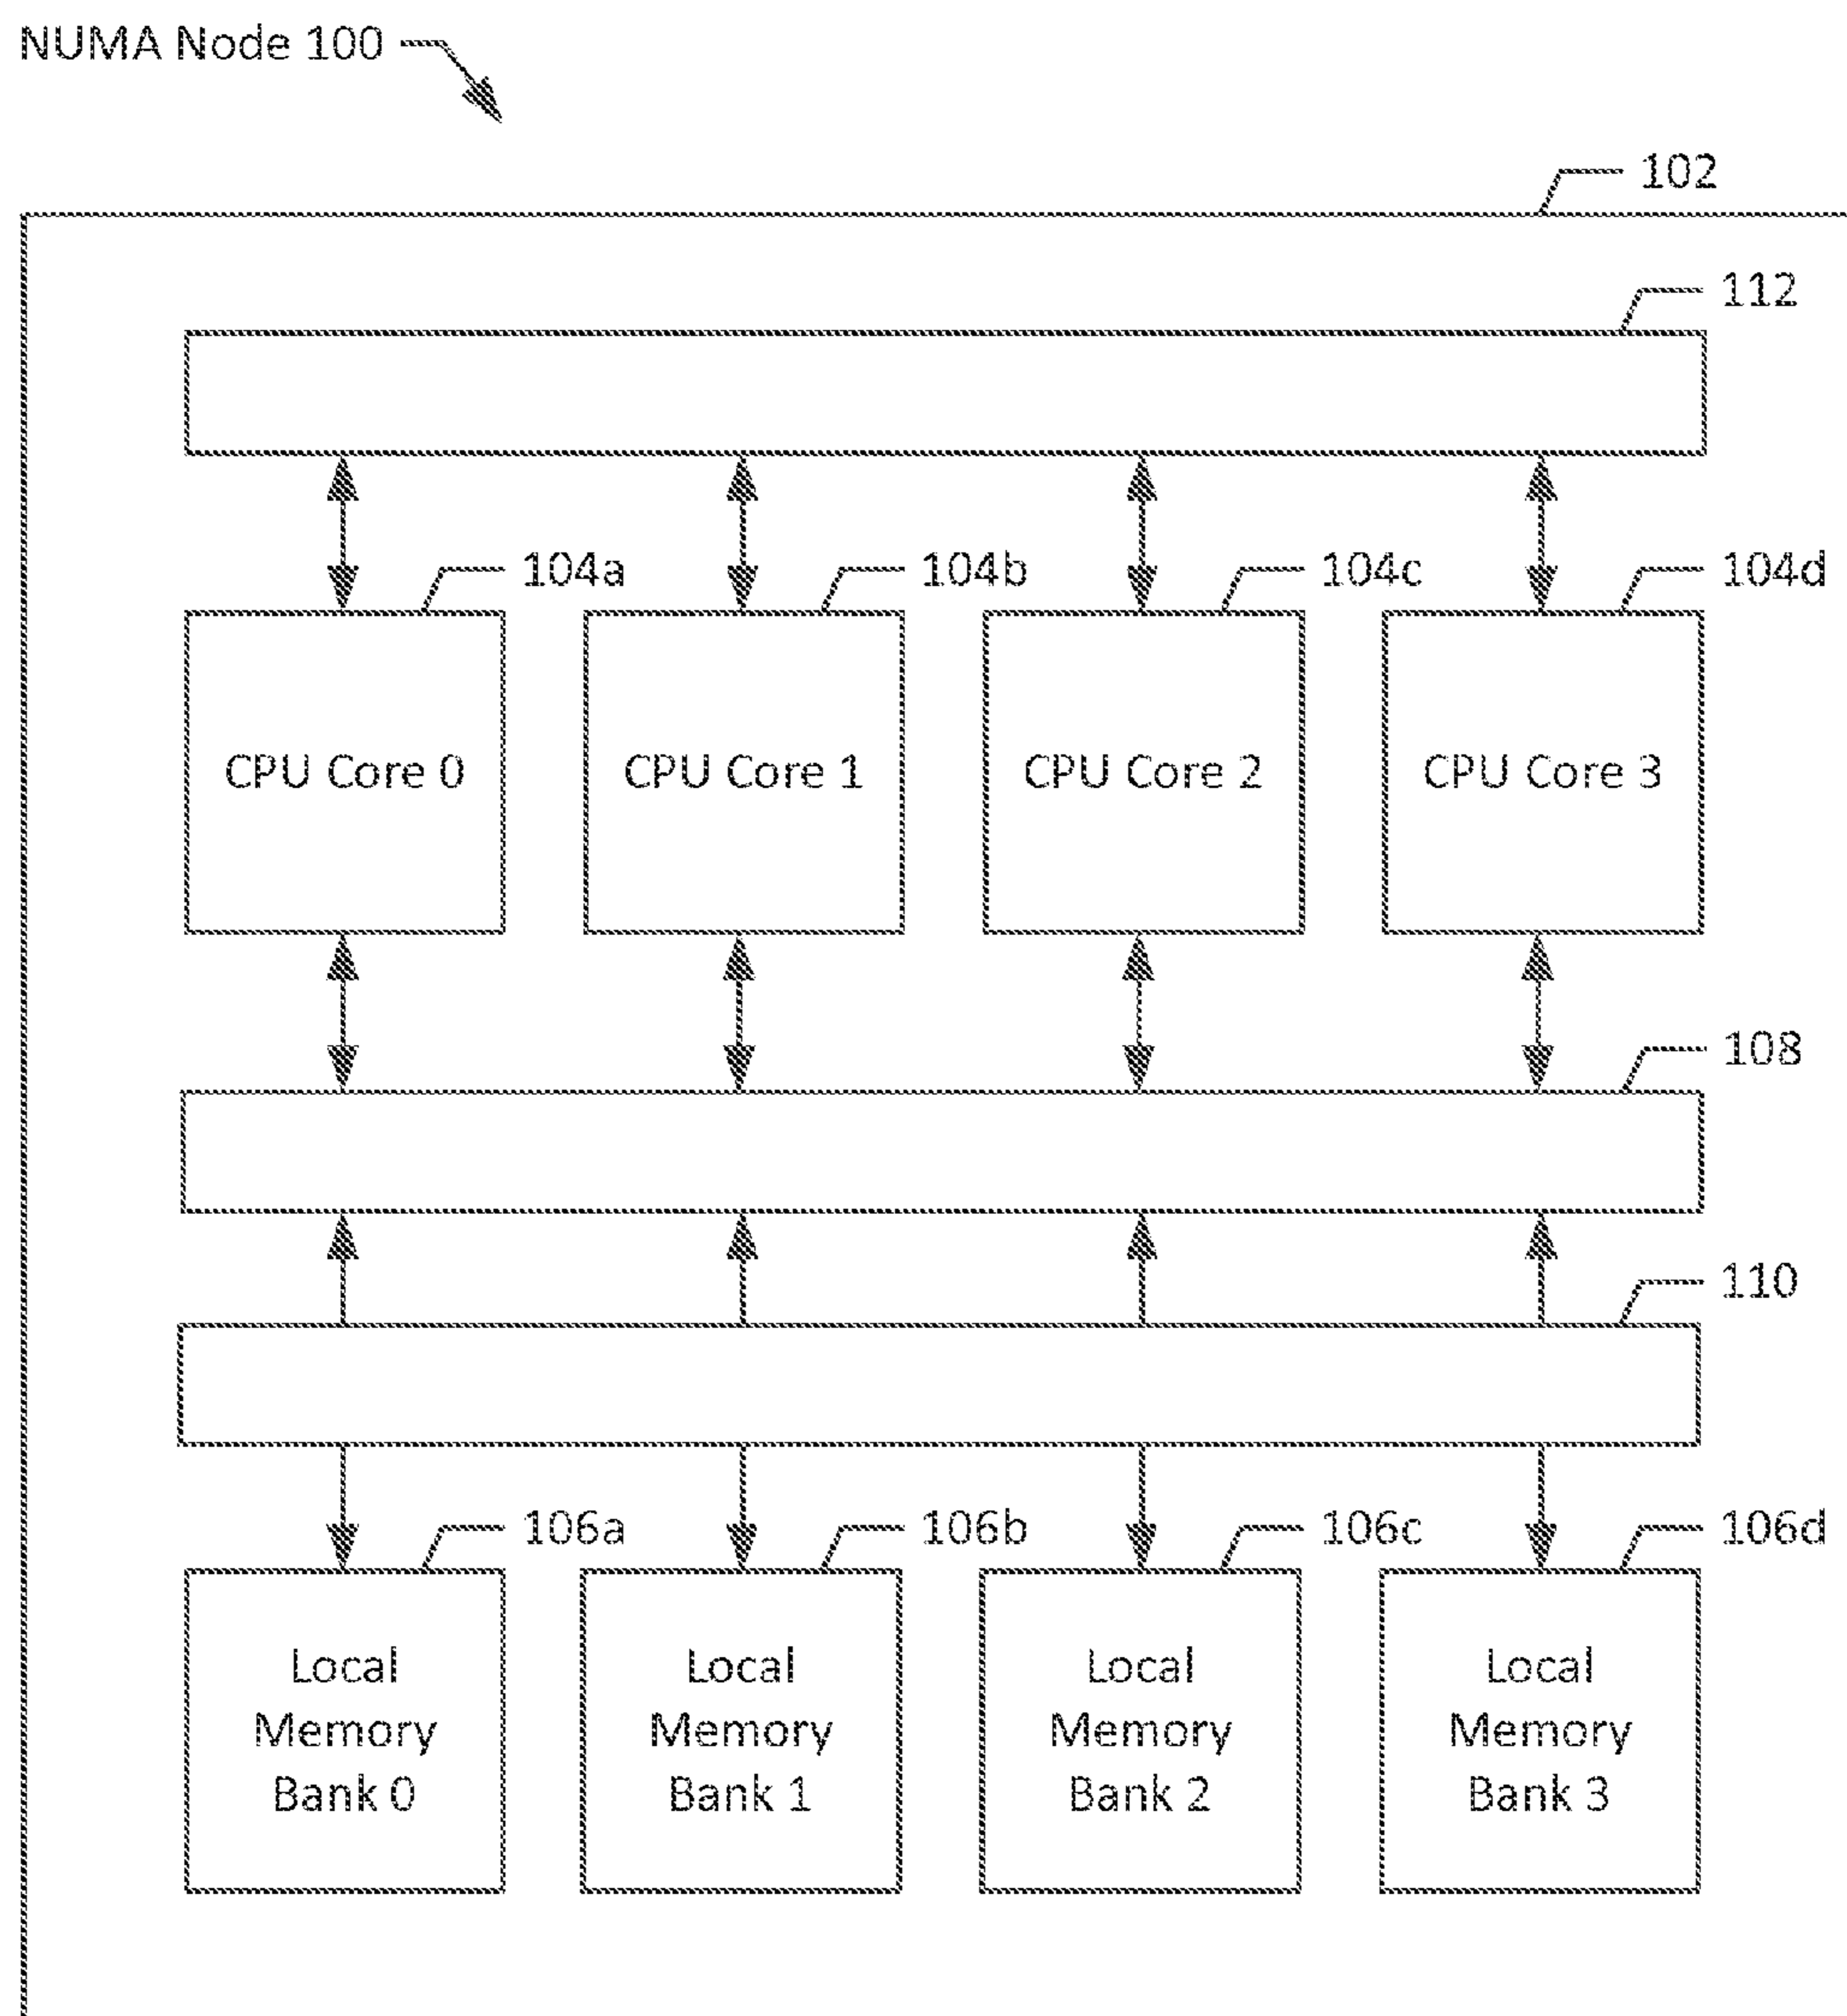 NUMA Node 100
102
112
104a
104b
104c
104d
CPU Core 0
CPU Core 1
CPU Core 2
CPU Core 3
108
110
106a
106b
106c
106d
Local
Memory
Bank 0
Local
Memory
Bank 1
Local
Memory
Bank 2
Local
Memory
Bank 3